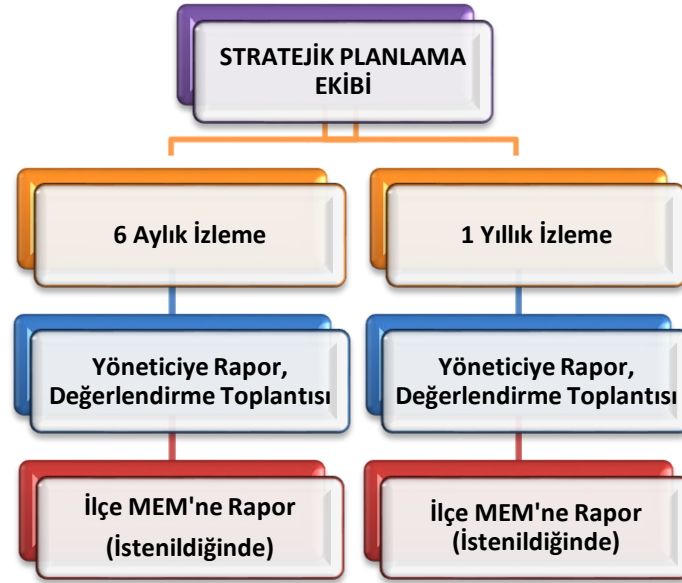 STRATEJİK PLANLAMA
EKİBİ
6 Aylık İzleme
1 Yıllık İzleme
Yöneticiye Rapor,
Değerlendirme Toplantısı
Yöneticiye Rapor,
Değerlendirme Toplantısı
İlçe MEM'ne Rapor
(İstenildiğinde)
İlçe MEM'ne Rapor
(İstenildiğinde)